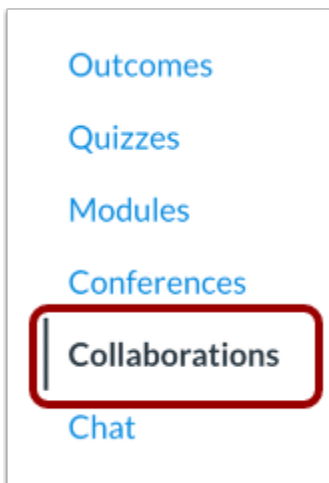 Outcomes
Quizzes
Modules
Conferences
Collaborations
Chat